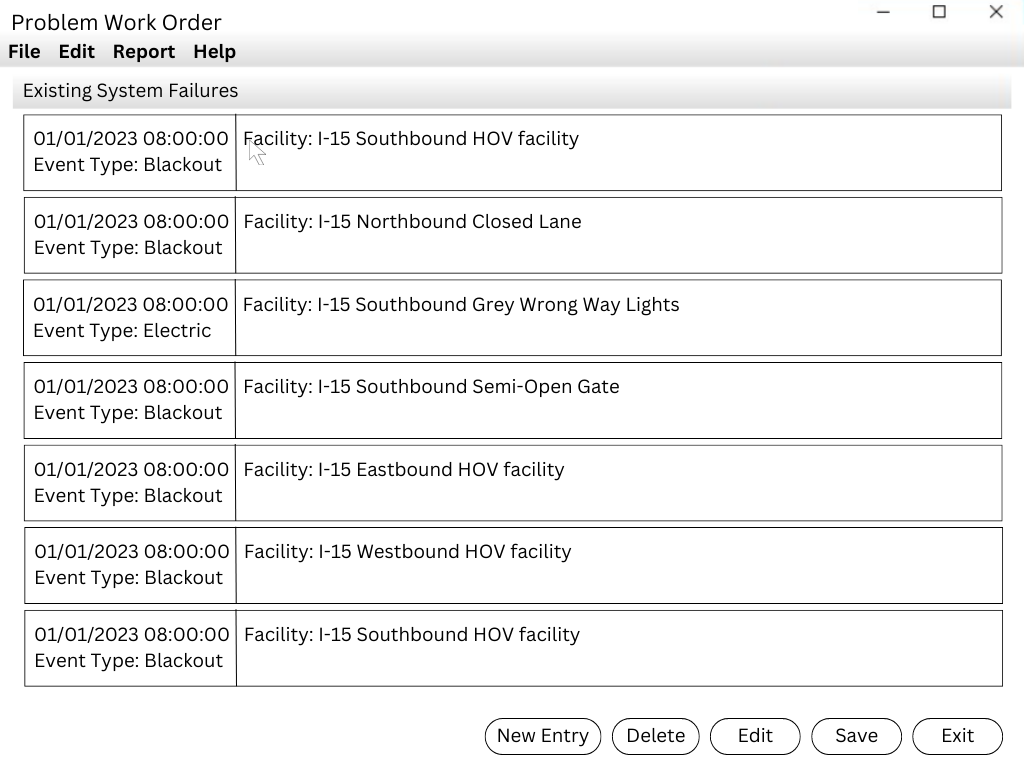 Problem Work Order
File Edit Report Help
Existing System Failures
01/01/2023 08:00:00 Facility: I-15 Southbound HOV facility
Event Type: Blackout
01/01/2023 08:00:00 Facility: I-15 Northbound Closed Lane
Event Type: Blackout
01/01/2023 08:00:00 Facility: I-15 Southbound Grey Wrong Way Lights
Event Type: Electric
01/01/2023 08:00:00 Facility: I-15 Southbound Semi-Open Gate
Event Type: Blackout
01/01/2023 08:00:00 Facility: I-15 Eastbound HOV facility
Event Type: Blackout
01/01/2023 08:00:00 Facility: I-15 Westbound HOV facility
Event Type: Blackout
01/01/2023 08:00:00 Facility: I-15 Southbound HOV facility
Event Type: Blackout
New Entry Delete Edit Save Exit